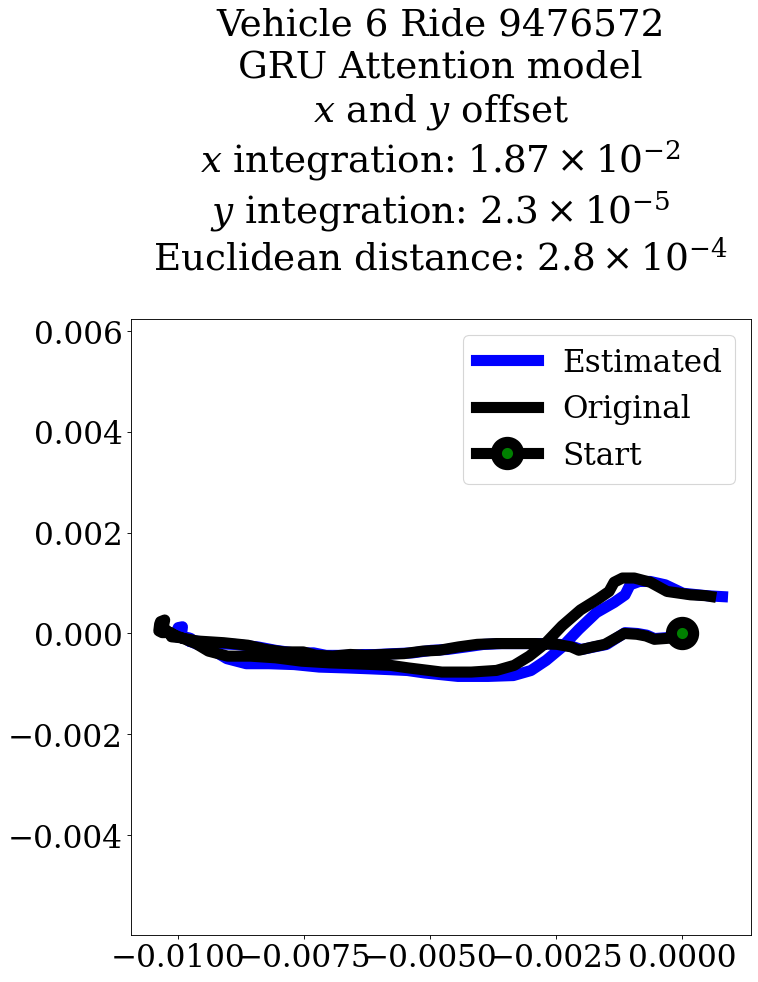 Vehicle 6 Ride 9476572
GRU Attention model
x and y offset
x integration: 1.87 × 10⁻²
y integration: 2.3 × 10⁻⁵
Euclidean distance: 2.8 × 10⁻⁴
Estimated
Original
Start
0.006
0.004
0.002
0.000
−0.002
−0.004
−0.0100 −0.0075 −0.0050 −0.0025 0.0000